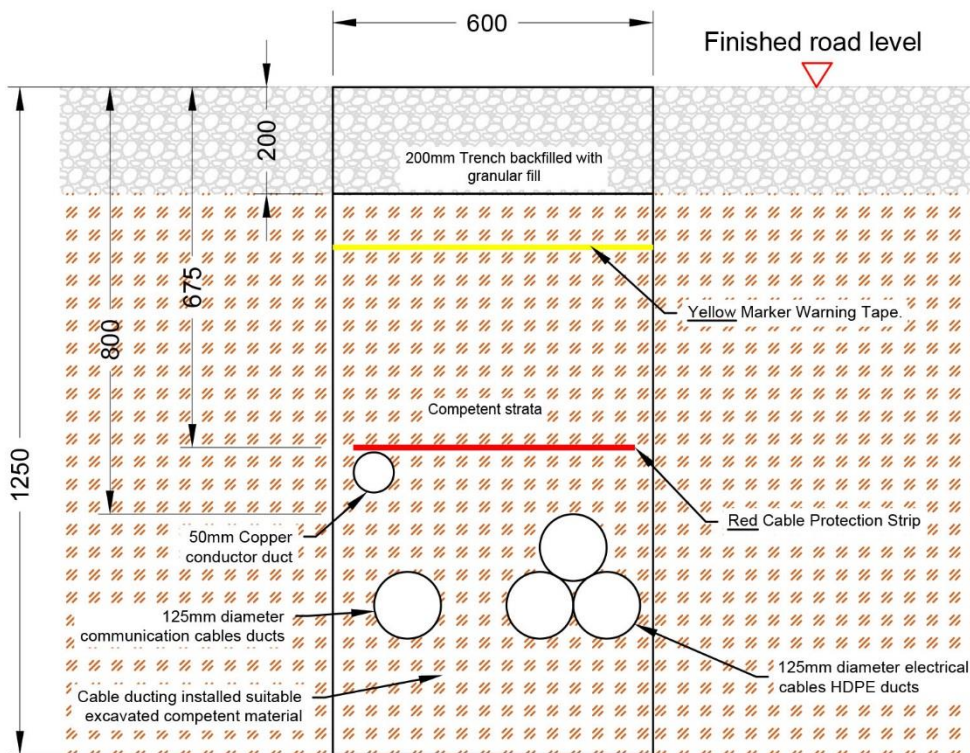 600
Finished road level
200
200mm Trench backfilled with
granular fill
675
800
1250
Yellow Marker Warning Tape.
Competent strata
50mm Copper
conductor duct
Red Cable Protection Strip
125mm diameter
communication cables ducts
125mm diameter electrical
cables HDPE ducts
Cable ducting installed suitable
excavated competent material